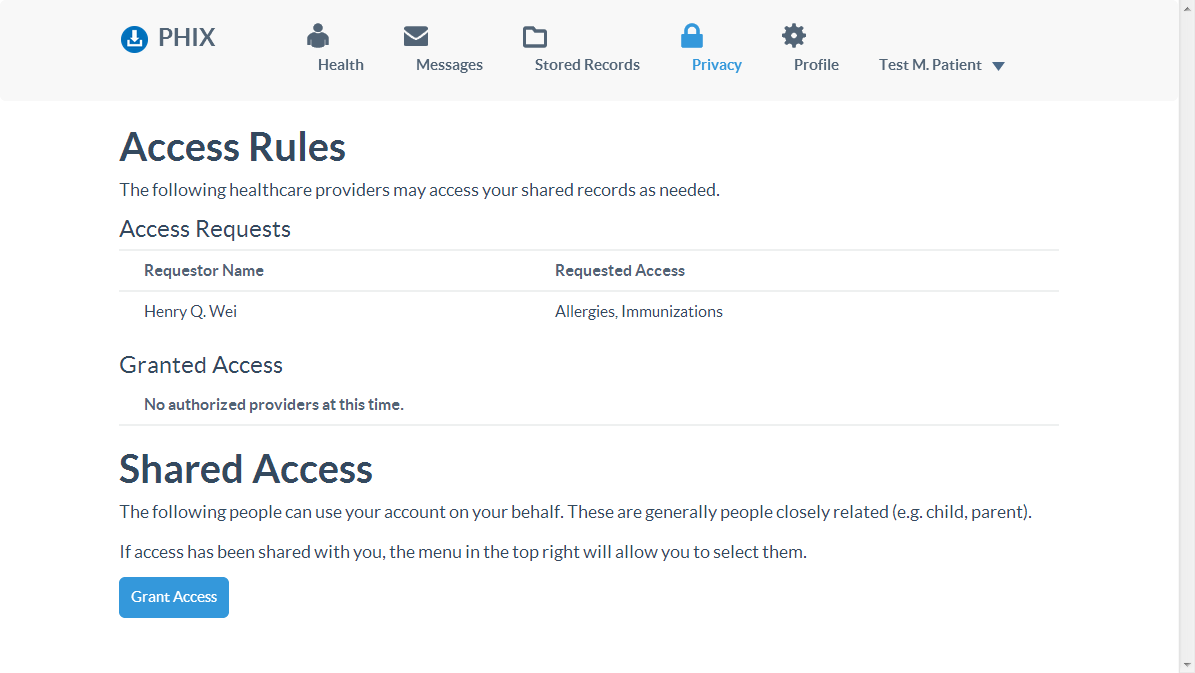 PHIX
Health
Messages
Stored Records
Privacy
Profile
Test M. Patient
Access Rules
The following healthcare providers may access your shared records as needed.
Access Requests
Requestor Name Requested Access
Henry Q. Wei Allergies, Immunizations
Granted Access
No authorized providers at this time.
Shared Access
The following people can use your account on your behalf. These are generally people closely related (e.g. child, parent).
If access has been shared with you, the menu in the top right will allow you to select them.
Grant Access